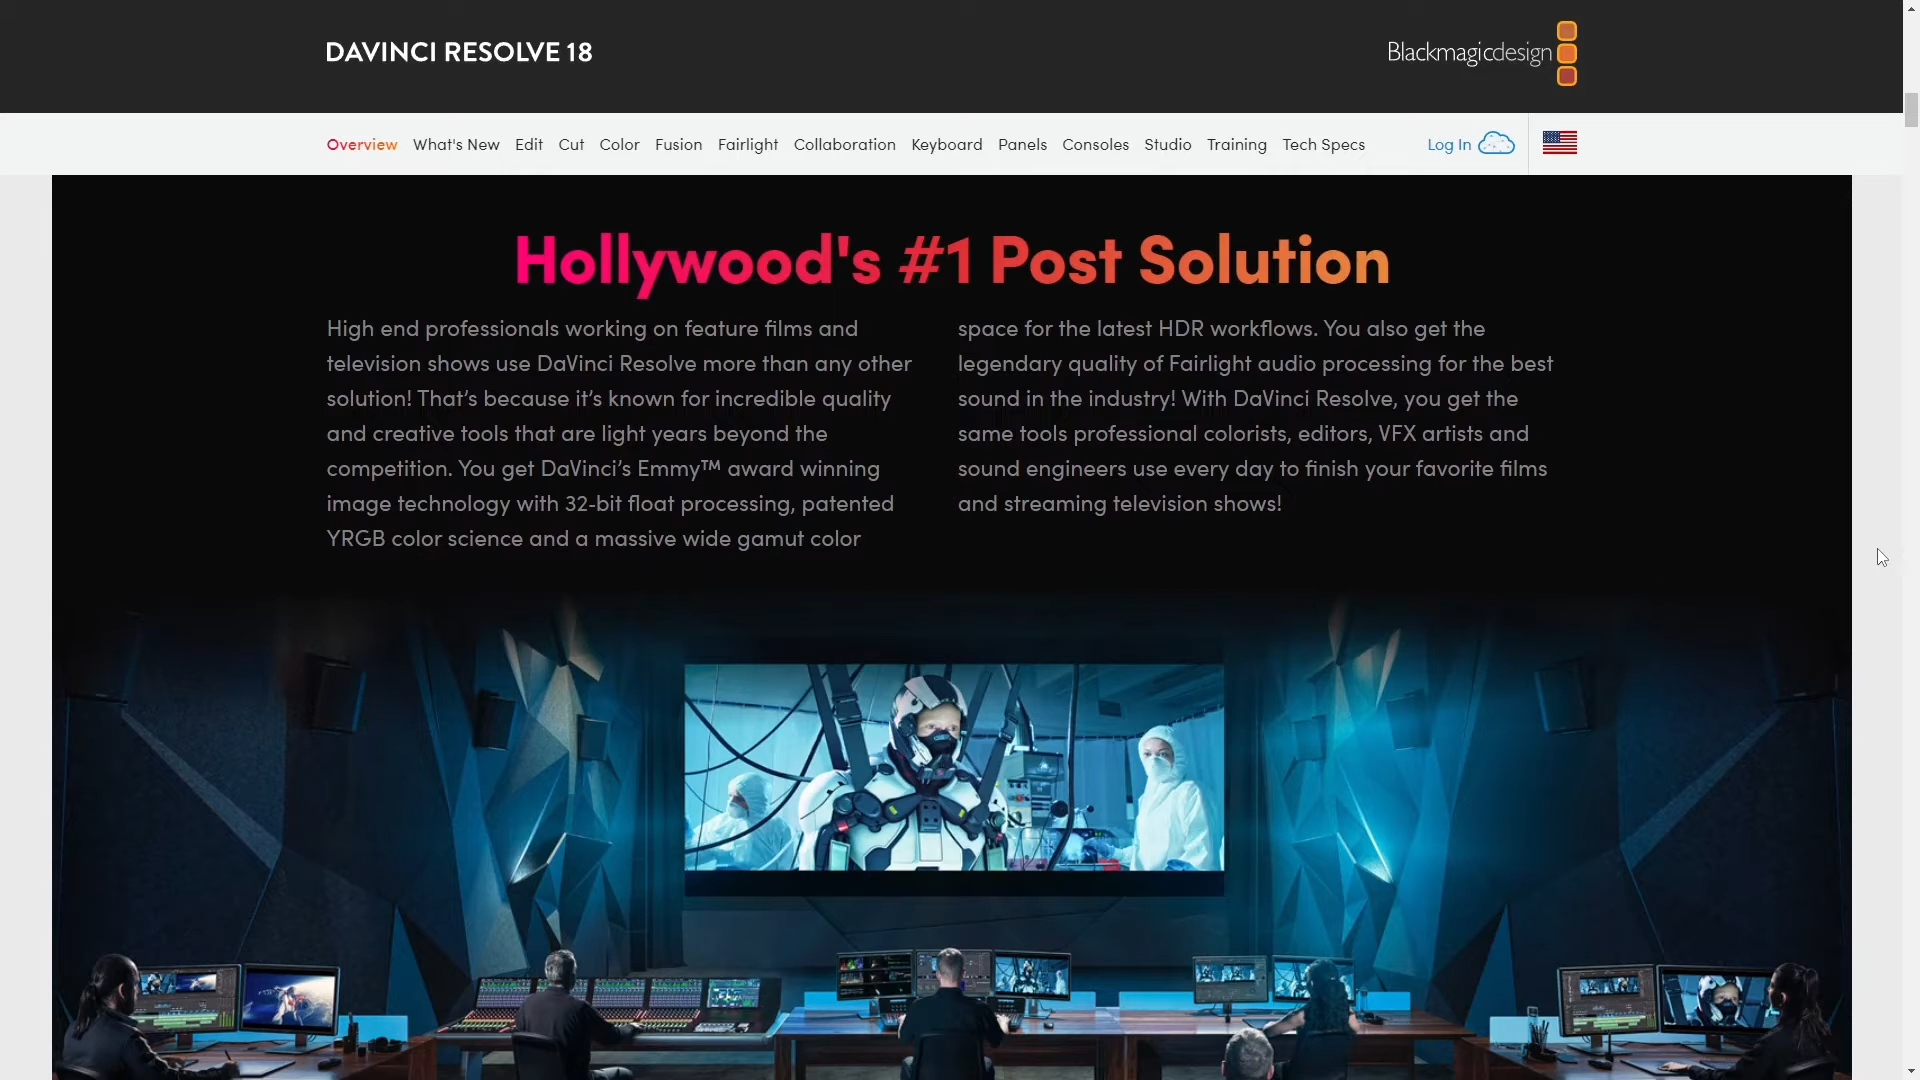 DAVINCI RESOLVE 18
Blackmagicdesign
Overview What's New Edit Cut Color Fusion Fairlight Collaboration Keyboard Panels Consoles Studio Training Tech Specs Log In
Hollywood's #1 Post Solution
High end professionals working on feature films and
television shows use DaVinci Resolve more than any other
solution! That’s because it’s known for incredible quality
and creative tools that are light years beyond the
competition. You get DaVinci’s Emmy™ award winning
image technology with 32-bit float processing, patented
YRGB color science and a massive wide gamut color
space for the latest HDR workflows. You also get the
legendary quality of Fairlight audio processing for the best
sound in the industry! With DaVinci Resolve, you get the
same tools professional colorists, editors, VFX artists and
sound engineers use every day to finish your favorite films
and streaming television shows!